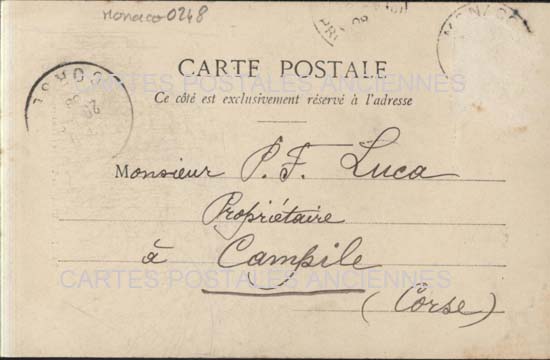 Monaco0248
MONACO
CARTE POSTALE
CARTES POSTALES ANCIENNES
Ce côté est exclusivement réservé à l'adresse
Monsieur P. F. Luca
Propriétaire
à Campile
CARTES POSTALES ANCIENNES
(Corse)